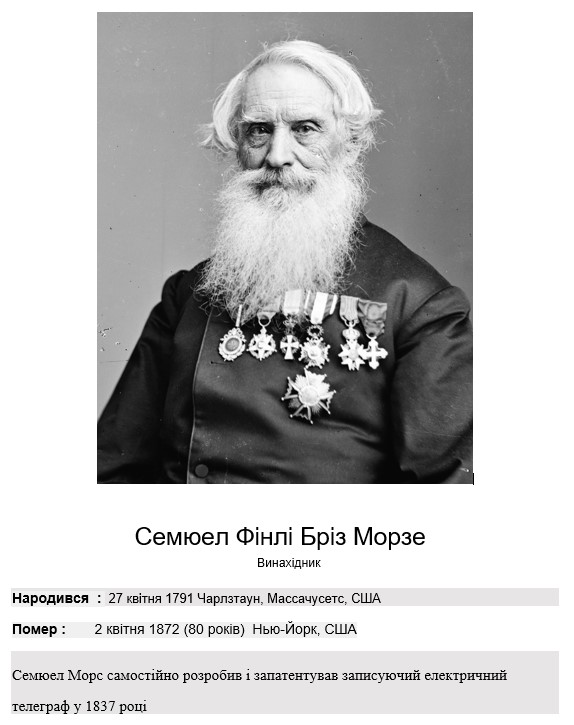 Семюел Фінлі Бріз Морзе
Винахідник
Народився : 27 квітня 1791 Чарлзтаун, Массачусетс, США
Помер : 2 квітня 1872 (80 років) Нью-Йорк, США
Семюел Морс самостійно розробив і запатентував записуючий електричний
телеграф у 1837 році